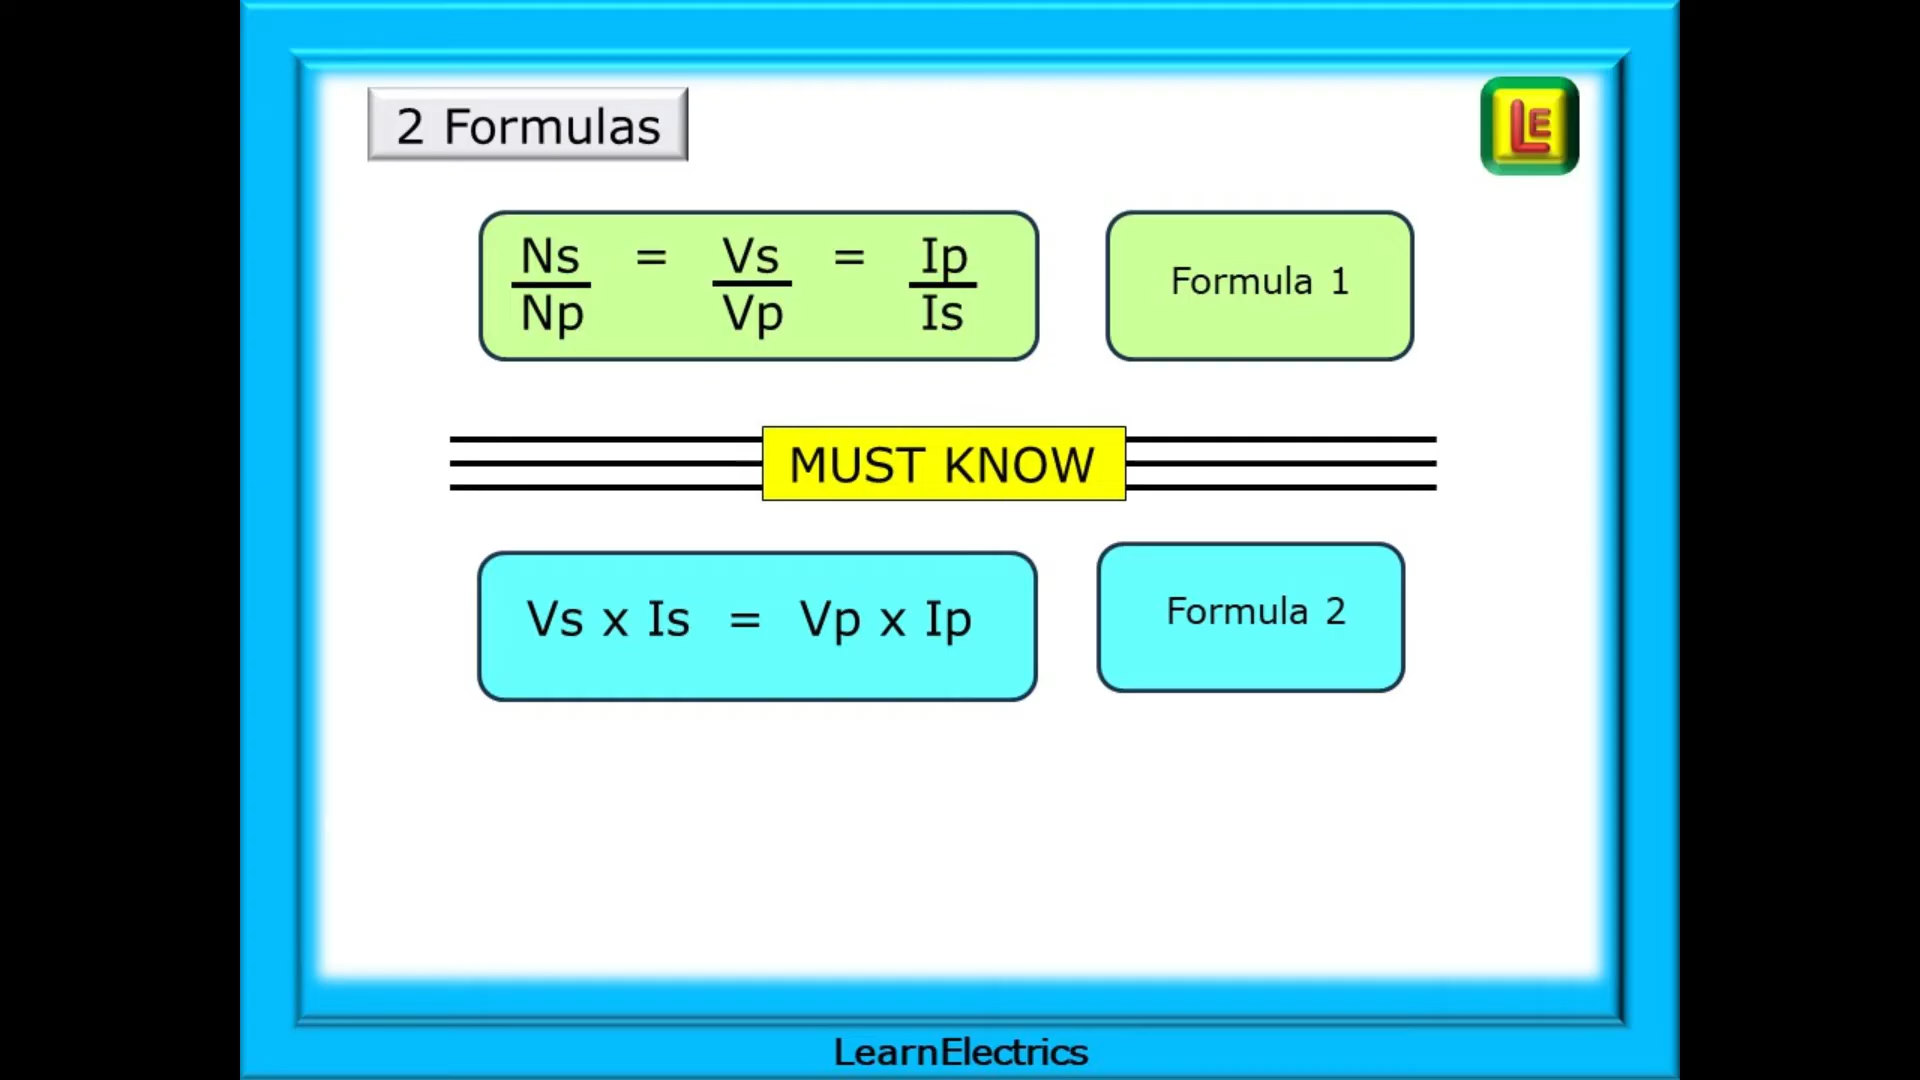 2 Formulas
LE
Ns = Vs = Ip
Np Vp Is
Formula 1
MUST KNOW
Vs x Is = Vp x Ip
Formula 2
LearnElectrics